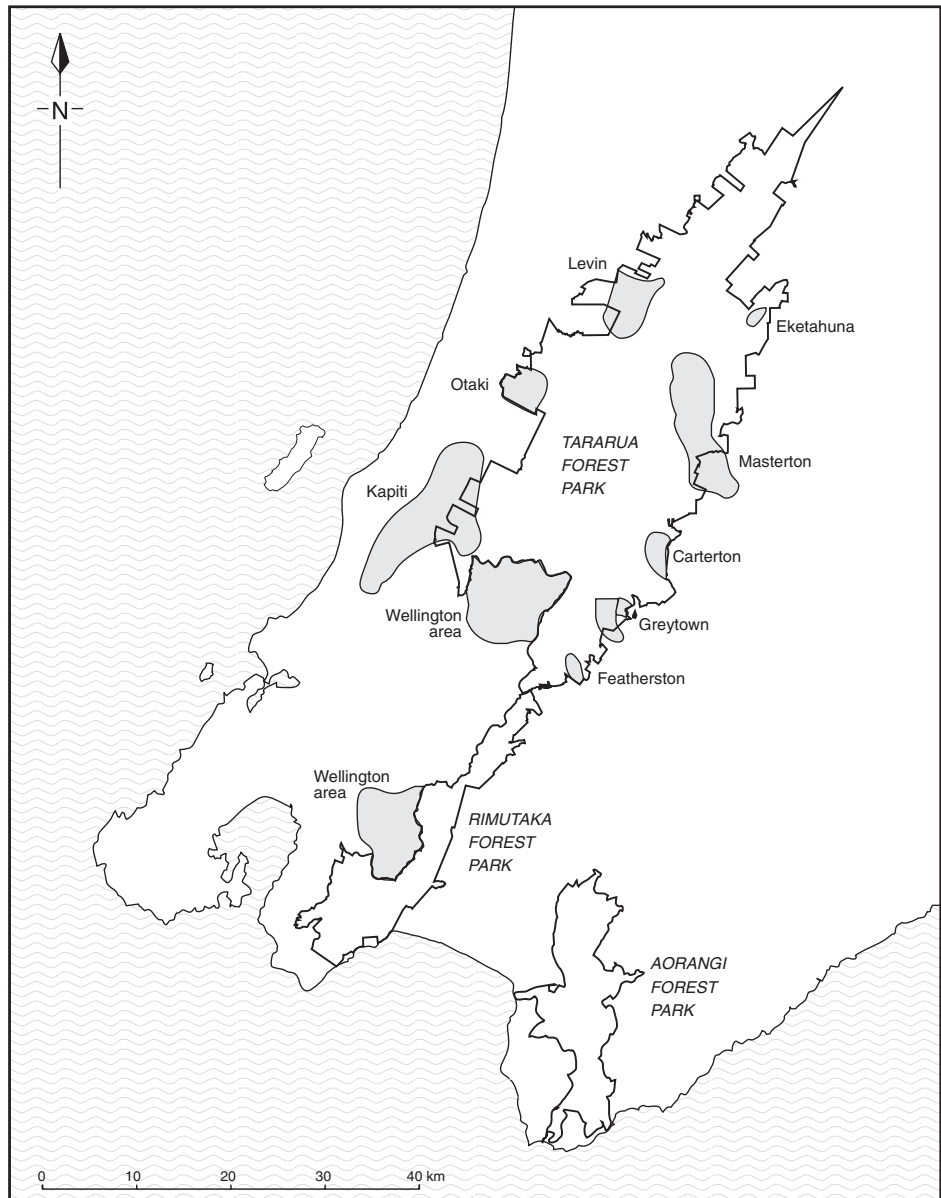 N
Levin
Eketahuna
Otaki
TARARUA
FOREST
PARK
Masterton
Kapiti
Carterton
Wellington
area
Greytown
Featherston
Wellington
area
RIMUTAKA
FOREST
PARK
AORANGI
FOREST
PARK
0 10 20 30 40 km